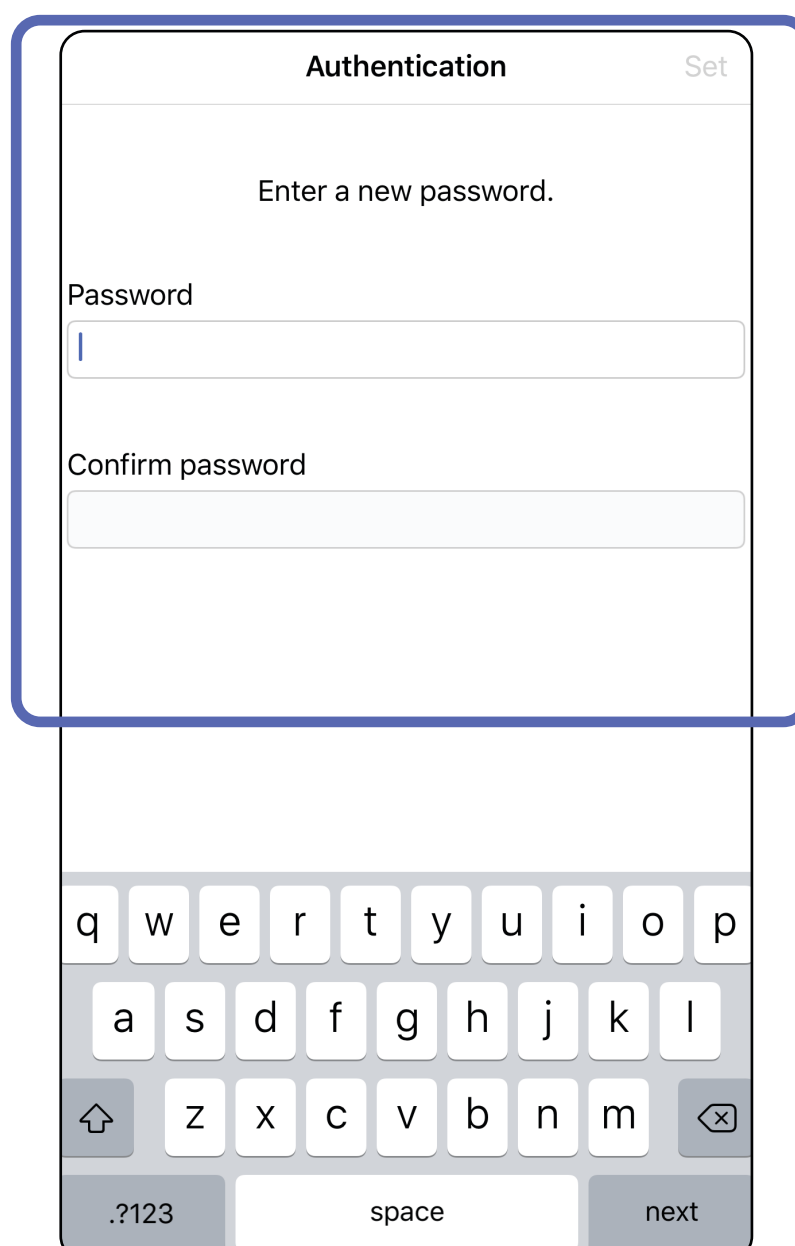 Authentication Set
Enter a new password.
Password
Confirm password
q w e r t y u i o p
a s d f g h j k l
z x c v b n m
.?123 space next